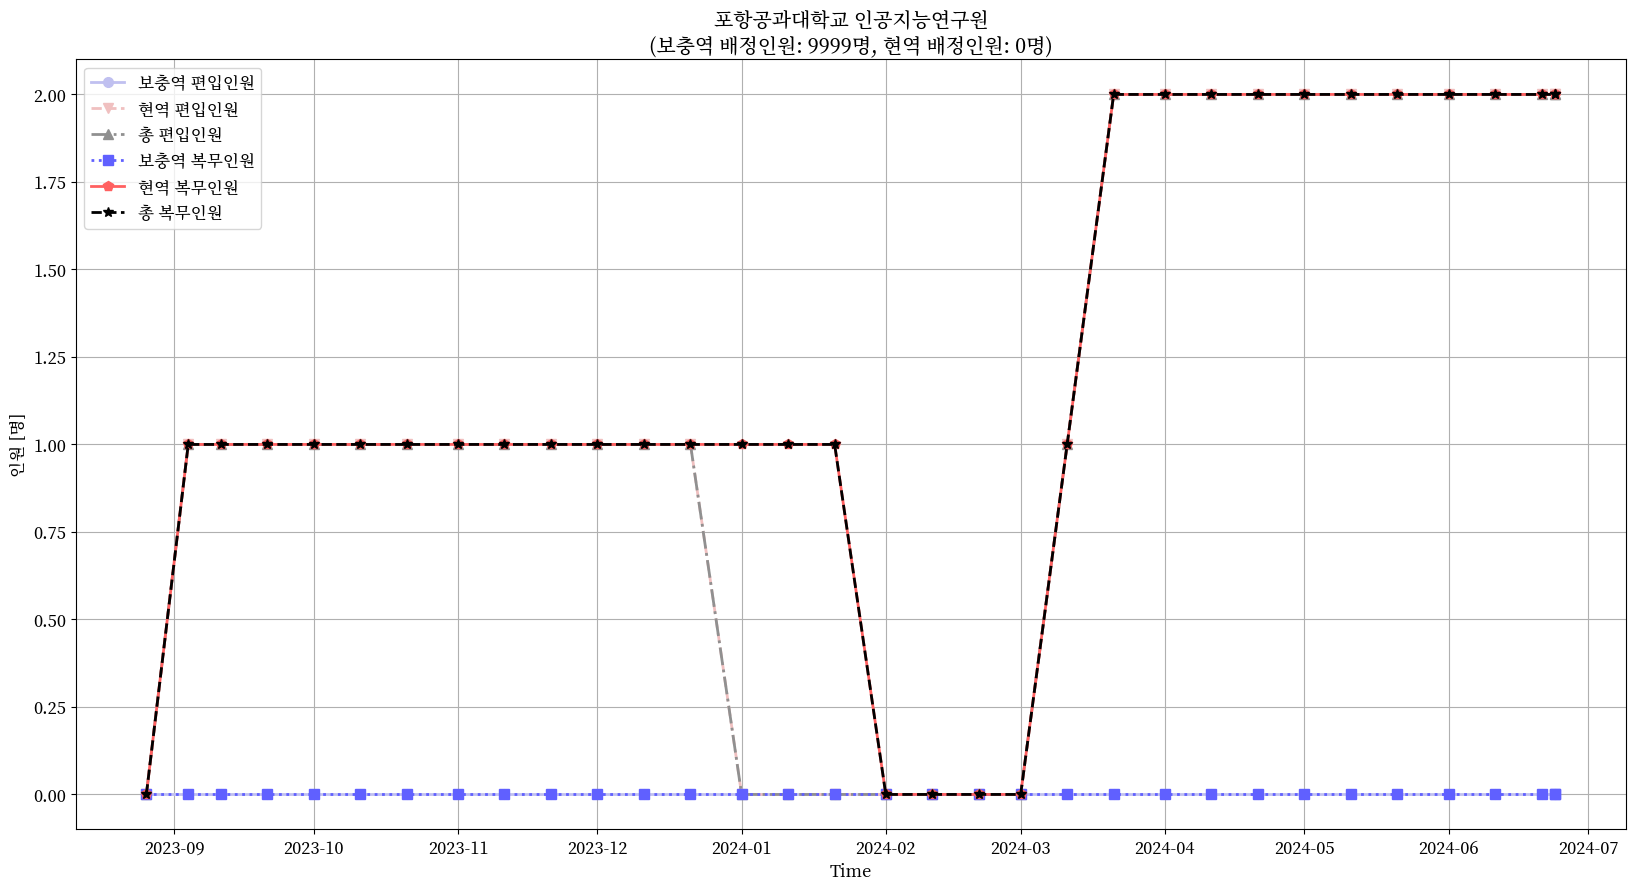 포항공과대학교 인공지능연구원
(보충역 배정인원: 9999명, 현역 배정인원: 0명)
보충역 편입인원
현역 편입인원
총 편입인원
보충역 복무인원
현역 복무인원
총 복무인원
2.00
1.75
1.50
1.25
1.00
0.75
0.50
0.25
0.00
인원 [명]
2023-09 2023-10 2023-11 2023-12 2024-01 2024-02 2024-03 2024-04 2024-05 2024-06 2024-07
Time